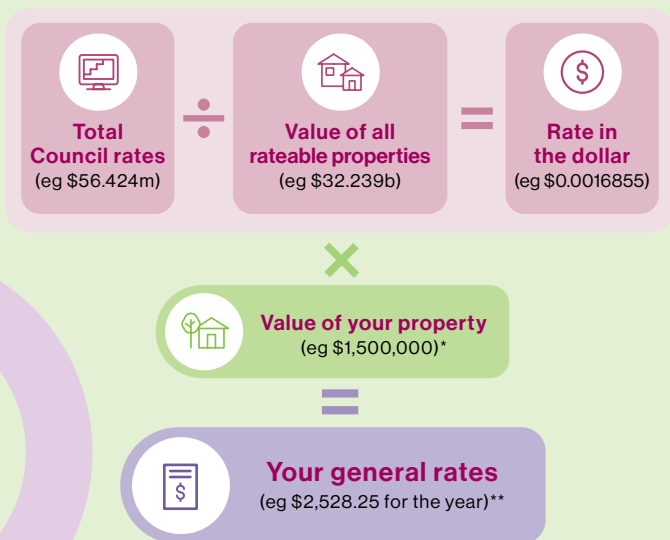 Total
Council rates
(eg $56.424m)
÷
Value of all
rateable properties
(eg $32.239b)
=
Rate in
the dollar
(eg $0.0016855)
×
Value of your property
(eg $1,500,000)*
=
Your general rates
(eg $2,528.25 for the year)**